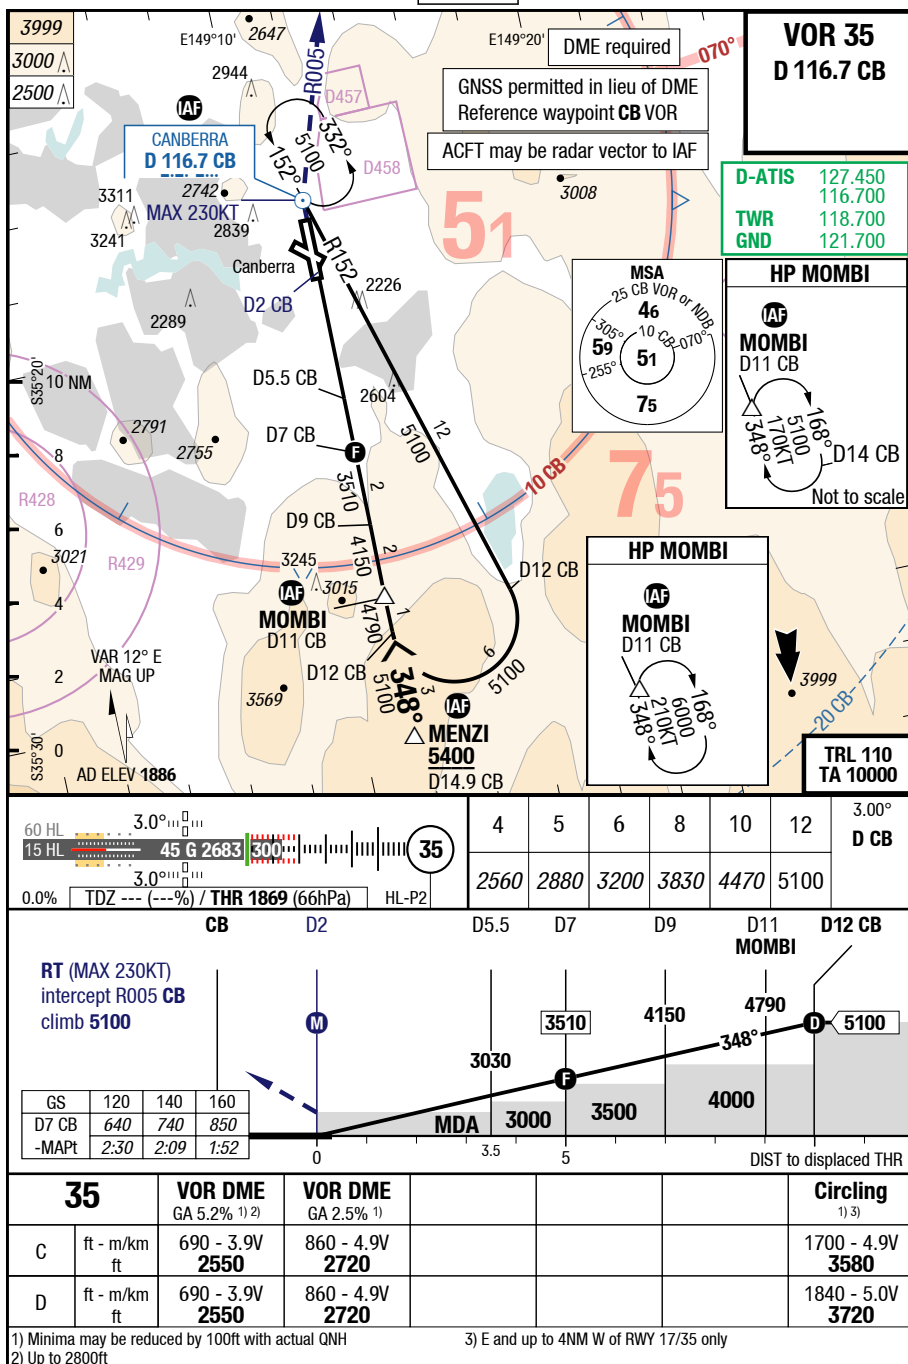 3999
3000
2500
E149°10'
2647
E149°20'
DME required
070°
VOR 35
D 116.7 CB
2944
R005
D457
GNSS permitted in lieu of DME
Reference waypoint CB VOR
IAF
CANBERRA
D 116.7 CB
332°
5100
152°
D458
ACFT may be radar vector to IAF
3311
2742
MAX 230KT
3241
2839
3008
51
D-ATIS 127.450
116.700
TWR 118.700
GND 121.700
Canberra
R152
D2 CB
2226
2289
MSA
25 CB VOR or NDB
46
305°
10 CB
070°
59
51
255°
75
HP MOMBI
IAF
MOMBI
D11 CB
168°
5100
170KT
348°
D14 CB
Not to scale
S35°20'
10 NM
D5.5 CB
2604
12
5100
2791
2755
D7 CB
F
8
2
3510
10 CB
75
R428
D9 CB
6
2
4150
R429
3021
3245
3015
D12 CB
IAF
MOMBI
D11 CB
4
1
4790
HP MOMBI
IAF
MOMBI
D11 CB
168°
6000
210KT
348°
VAR 12° E
MAG UP
D12 CB
2
3569
5100
348°
3
6
5100
IAF
MENZI
5400
D14.9 CB
3999
20 CB
S35°30'
0
AD ELEV 1886
TRL 110
TA 10000
60 HL
15 HL
3.0°
45 G 2683
300
35
3.0°
0.0%
TDZ --- (---%) / THR 1869 (66hPa)
HL-P2
4 5 6 8 10 12
3.00°
D CB
2560 2880 3200 3830 4470 5100
CB D2 D5.5 D7 D9 D11 D12 CB
MOMBI
RT (MAX 230KT)
intercept R005 CB
climb 5100
M
3030
3510
F
4150
4790
348°
D
5100
MDA
3000
3500
4000
GS 120 140 160
D7 CB 640 740 850
-MAPt 2:30 2:09 1:52
0
3.5
5
DIST to displaced THR
35
VOR DME
GA 5.2% 1) 2)
VOR DME
GA 2.5% 1)
Circling
1) 3)
C ft - m/km 690 - 3.9V 860 - 4.9V 1700 - 4.9V
ft 2550 2720 3580
D ft - m/km 690 - 3.9V 860 - 4.9V 1840 - 5.0V
ft 2550 2720 3720
1) Minima may be reduced by 100ft with actual QNH
3) E and up to 4NM W of RWY 17/35 only
2) Up to 2800ft